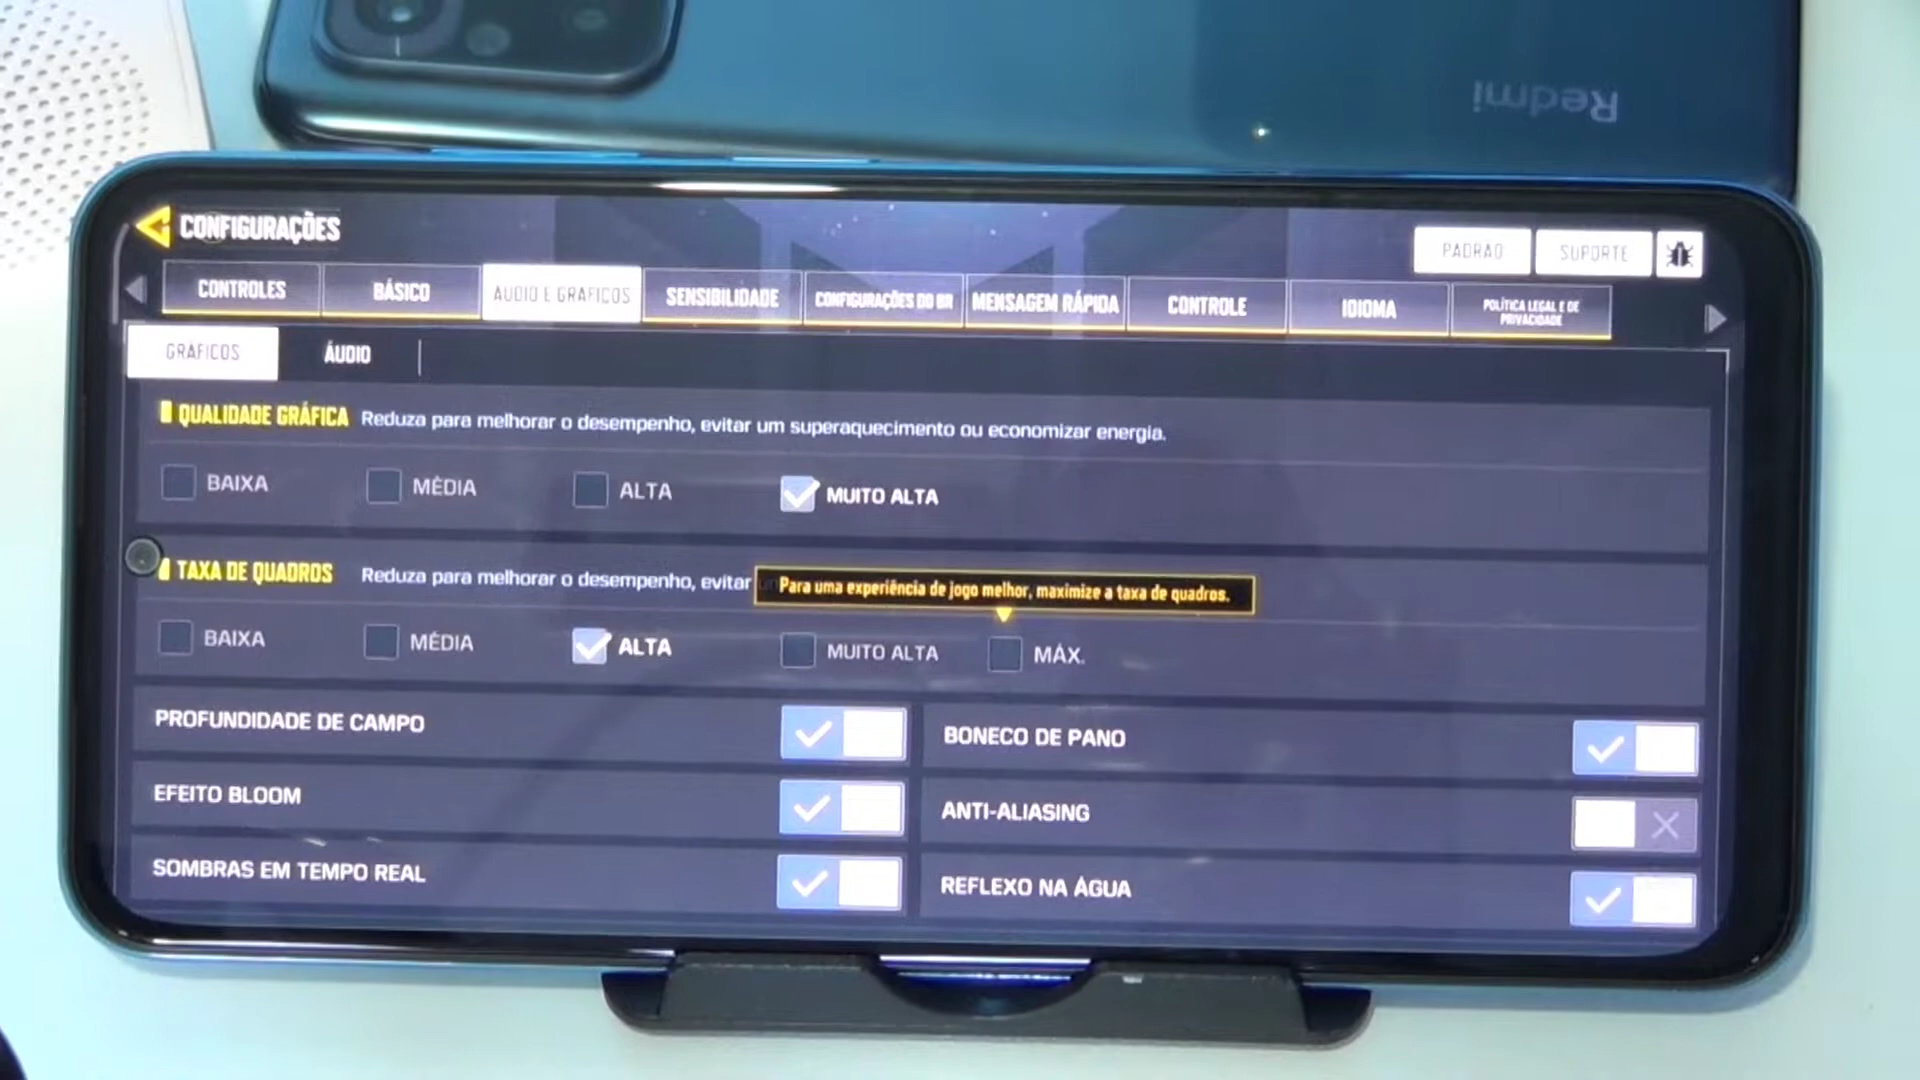 Redmi
CONFIGURAÇÕES
PADRÃO
SUPORTE
CONTROLES
BÁSICO
ÁUDIO E GRÁFICOS
SENSIBILIDADE
CONFIGURAÇÕES DO BR
MENSAGEM RÁPIDA
CONTROLE
IDIOMA
POLÍTICA LEGAL E DE
PRIVACIDADE
GRÁFICOS
ÁUDIO
QUALIDADE GRÁFICA Reduza para melhorar o desempenho, evitar um superaquecimento ou economizar energia.
BAIXA
MÉDIA
ALTA
MUITO ALTA
TAXA DE QUADROS Reduza para melhorar o desempenho, evitar
Para uma experiência de jogo melhor, maximize a taxa de quadros.
BAIXA
MÉDIA
ALTA
MUITO ALTA
MÁX.
PROFUNDIDADE DE CAMPO
BONECO DE PANO
EFEITO BLOOM
ANTI-ALIASING
SOMBRAS EM TEMPO REAL
REFLEXO NA ÁGUA